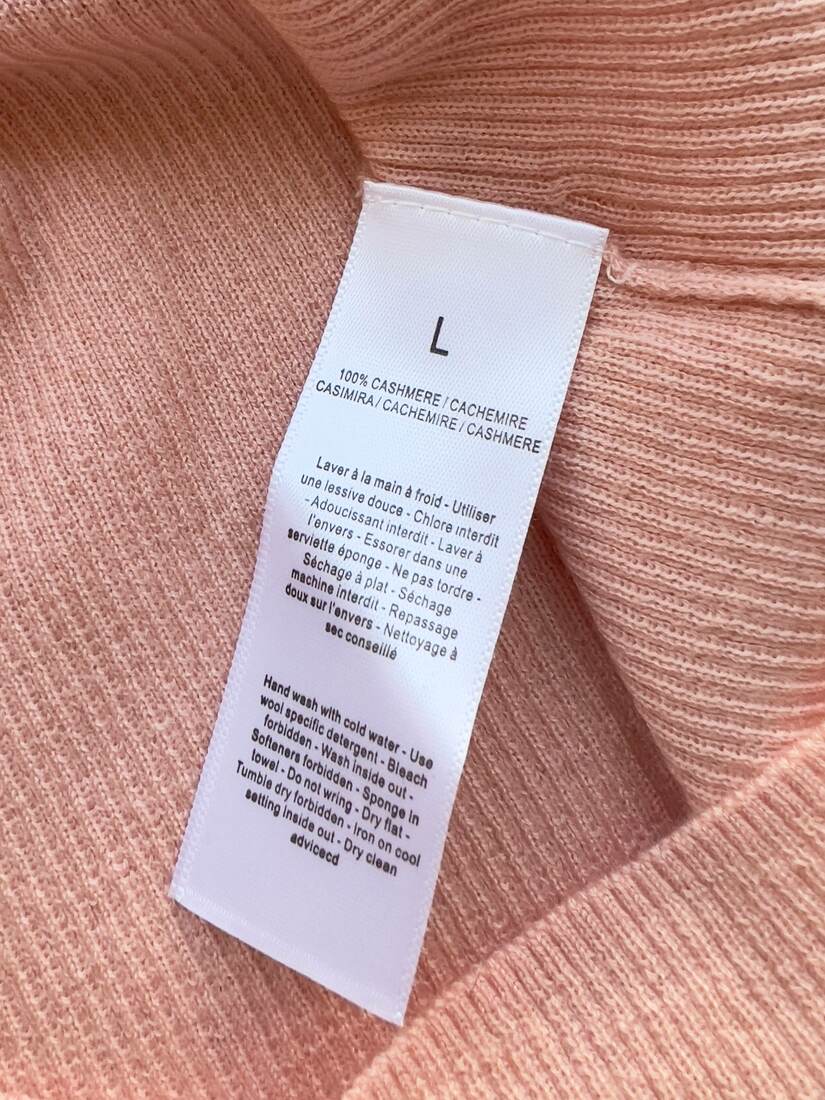 L
100% CASHMERE / CACHEMIRE
CASIMIRA / CACHEMIRE / CASHMERE
Laver à la main à froid - Utiliser
une lessive douce - Chlore interdit
- Adoucissant interdit - Laver à
l'envers - Essorer dans une
serviette éponge - Ne pas tordre -
Séchage à plat - Séchage
machine interdit - Repassage
doux sur l'envers - Nettoyage à
sec conseillé
Hand wash with cold water - Use
wool specific detergent - Bleach
forbidden - Wash inside out -
Softeners forbidden - Sponge in
towel - Do not wring - Dry flat -
Tumble dry forbidden - Iron on cool
setting inside out - Dry clean
advicecd